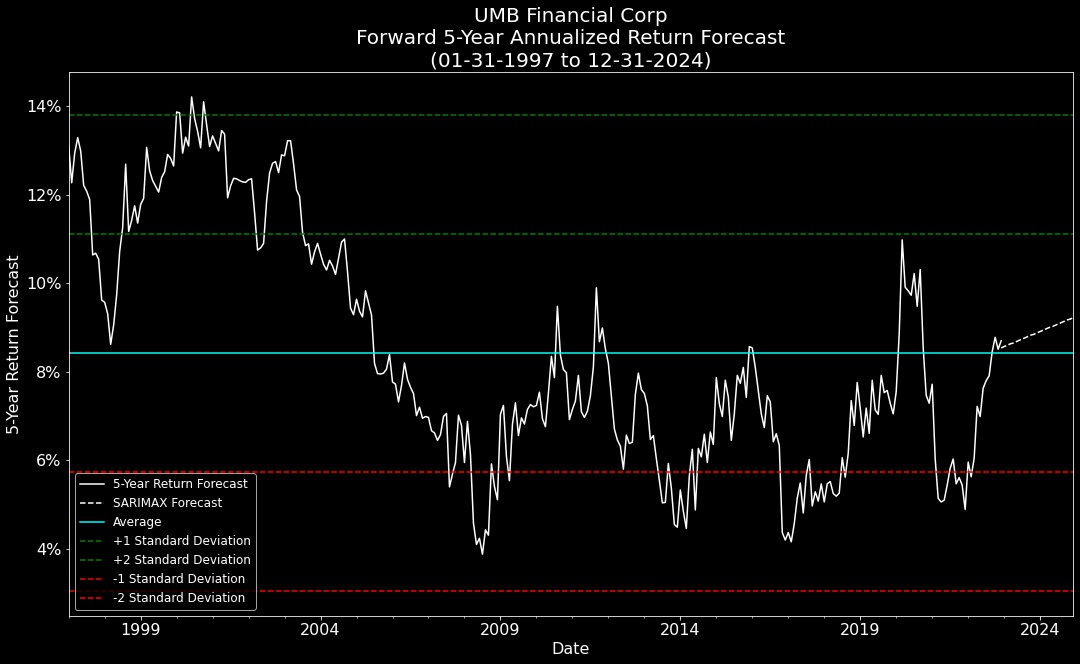 UMB Financial Corp
Forward 5-Year Annualized Return Forecast
(01-31-1997 to 12-31-2024)
5-Year Return Forecast
14%
12%
10%
8%
6%
4%
5-Year Return Forecast
SARIMAX Forecast
Average
+1 Standard Deviation
+2 Standard Deviation
-1 Standard Deviation
-2 Standard Deviation
1999
2004
2009
2014
2019
2024
Date